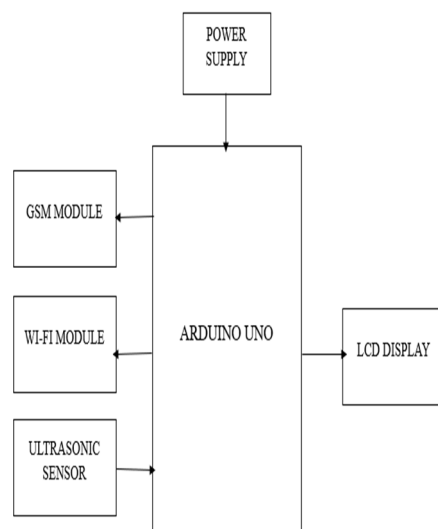 POWER
SUPPLY
GSM MODULE
WI-FI MODULE
ARDUINO UNO
LCD DISPLAY
ULTRASONIC
SENSOR